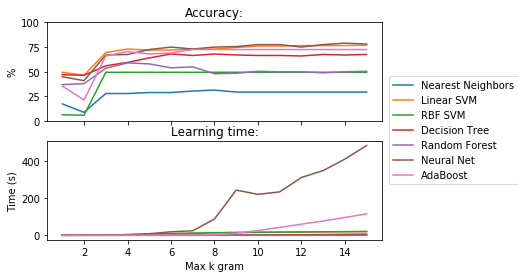 Accuracy:
100
75
50
25
0
%
Learning time:
400
200
0
Time (s)
2 4 6 8 10 12 14
Max k gram
Nearest Neighbors
Linear SVM
RBF SVM
Decision Tree
Random Forest
Neural Net
AdaBoost